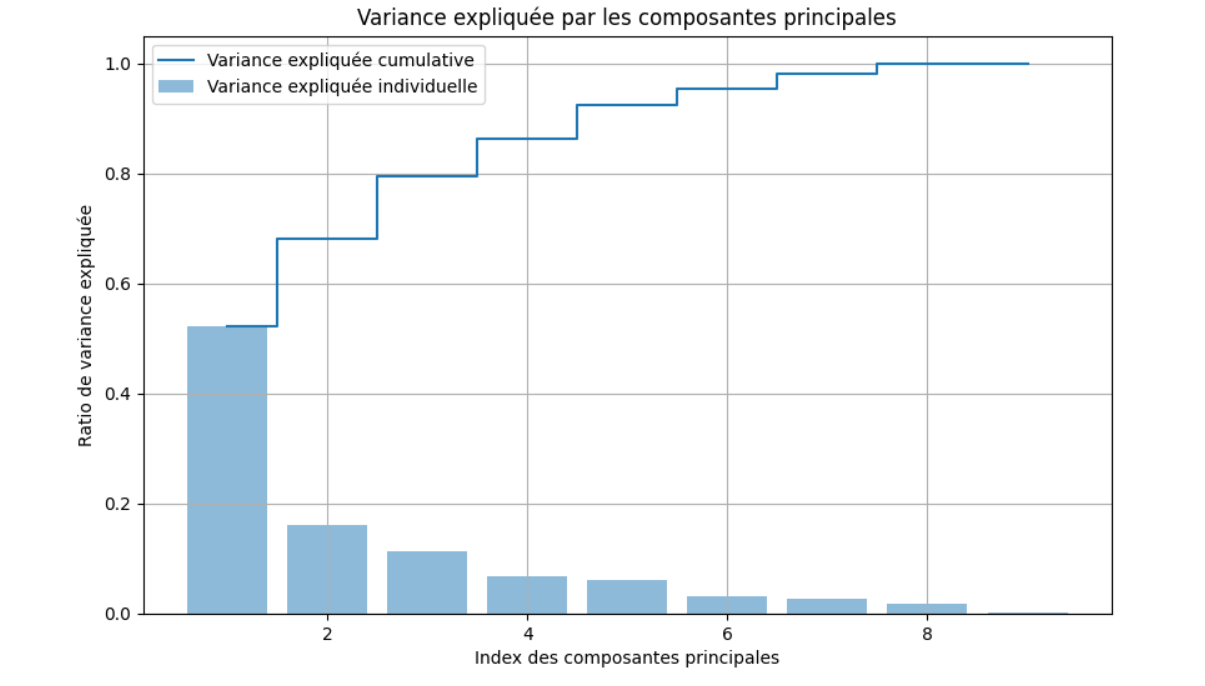 Variance expliquée par les composantes principales
Variance expliquée cumulative
Variance expliquée individuelle
Ratio de variance expliquée
1.0
0.8
0.6
0.4
0.2
0.0
2
4
6
8
Index des composantes principales